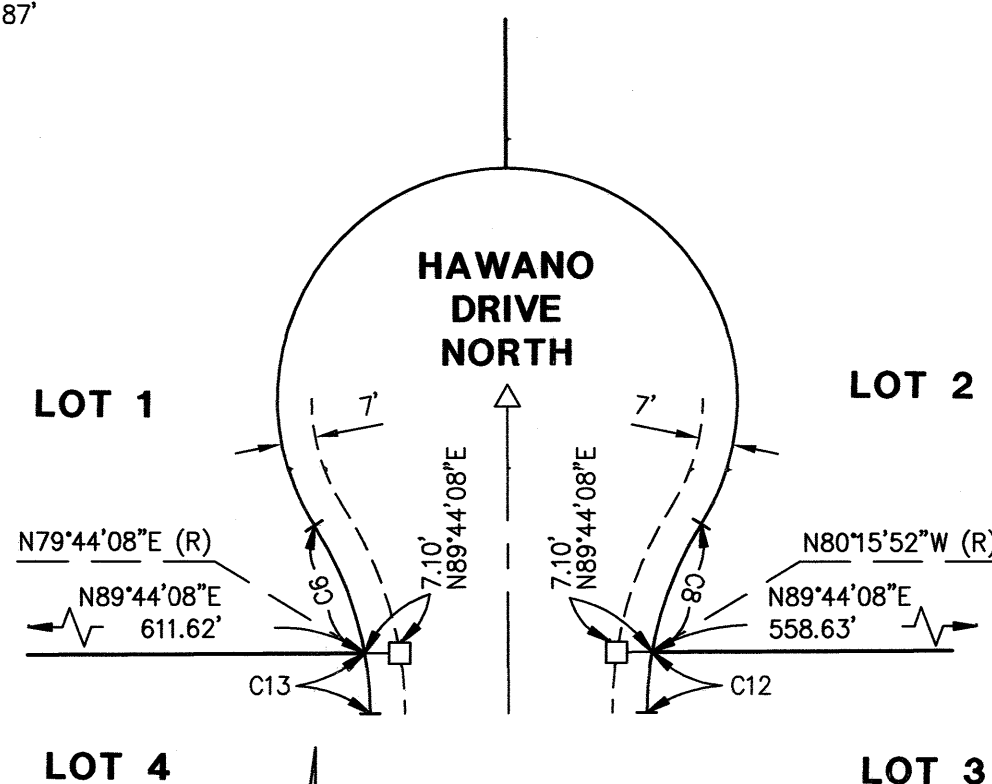 87'
HAWANO
DRIVE
NORTH
LOT 1
LOT 2
7'
7'
7.10'
N89°44'08"E
7.10'
N89°44'08"E
N79°44'08"E (R)
N80°15'52"W (R)
C6
C8
N89°44'08"E
611.62'
N89°44'08"E
558.63'
C13
C12
LOT 4
LOT 3